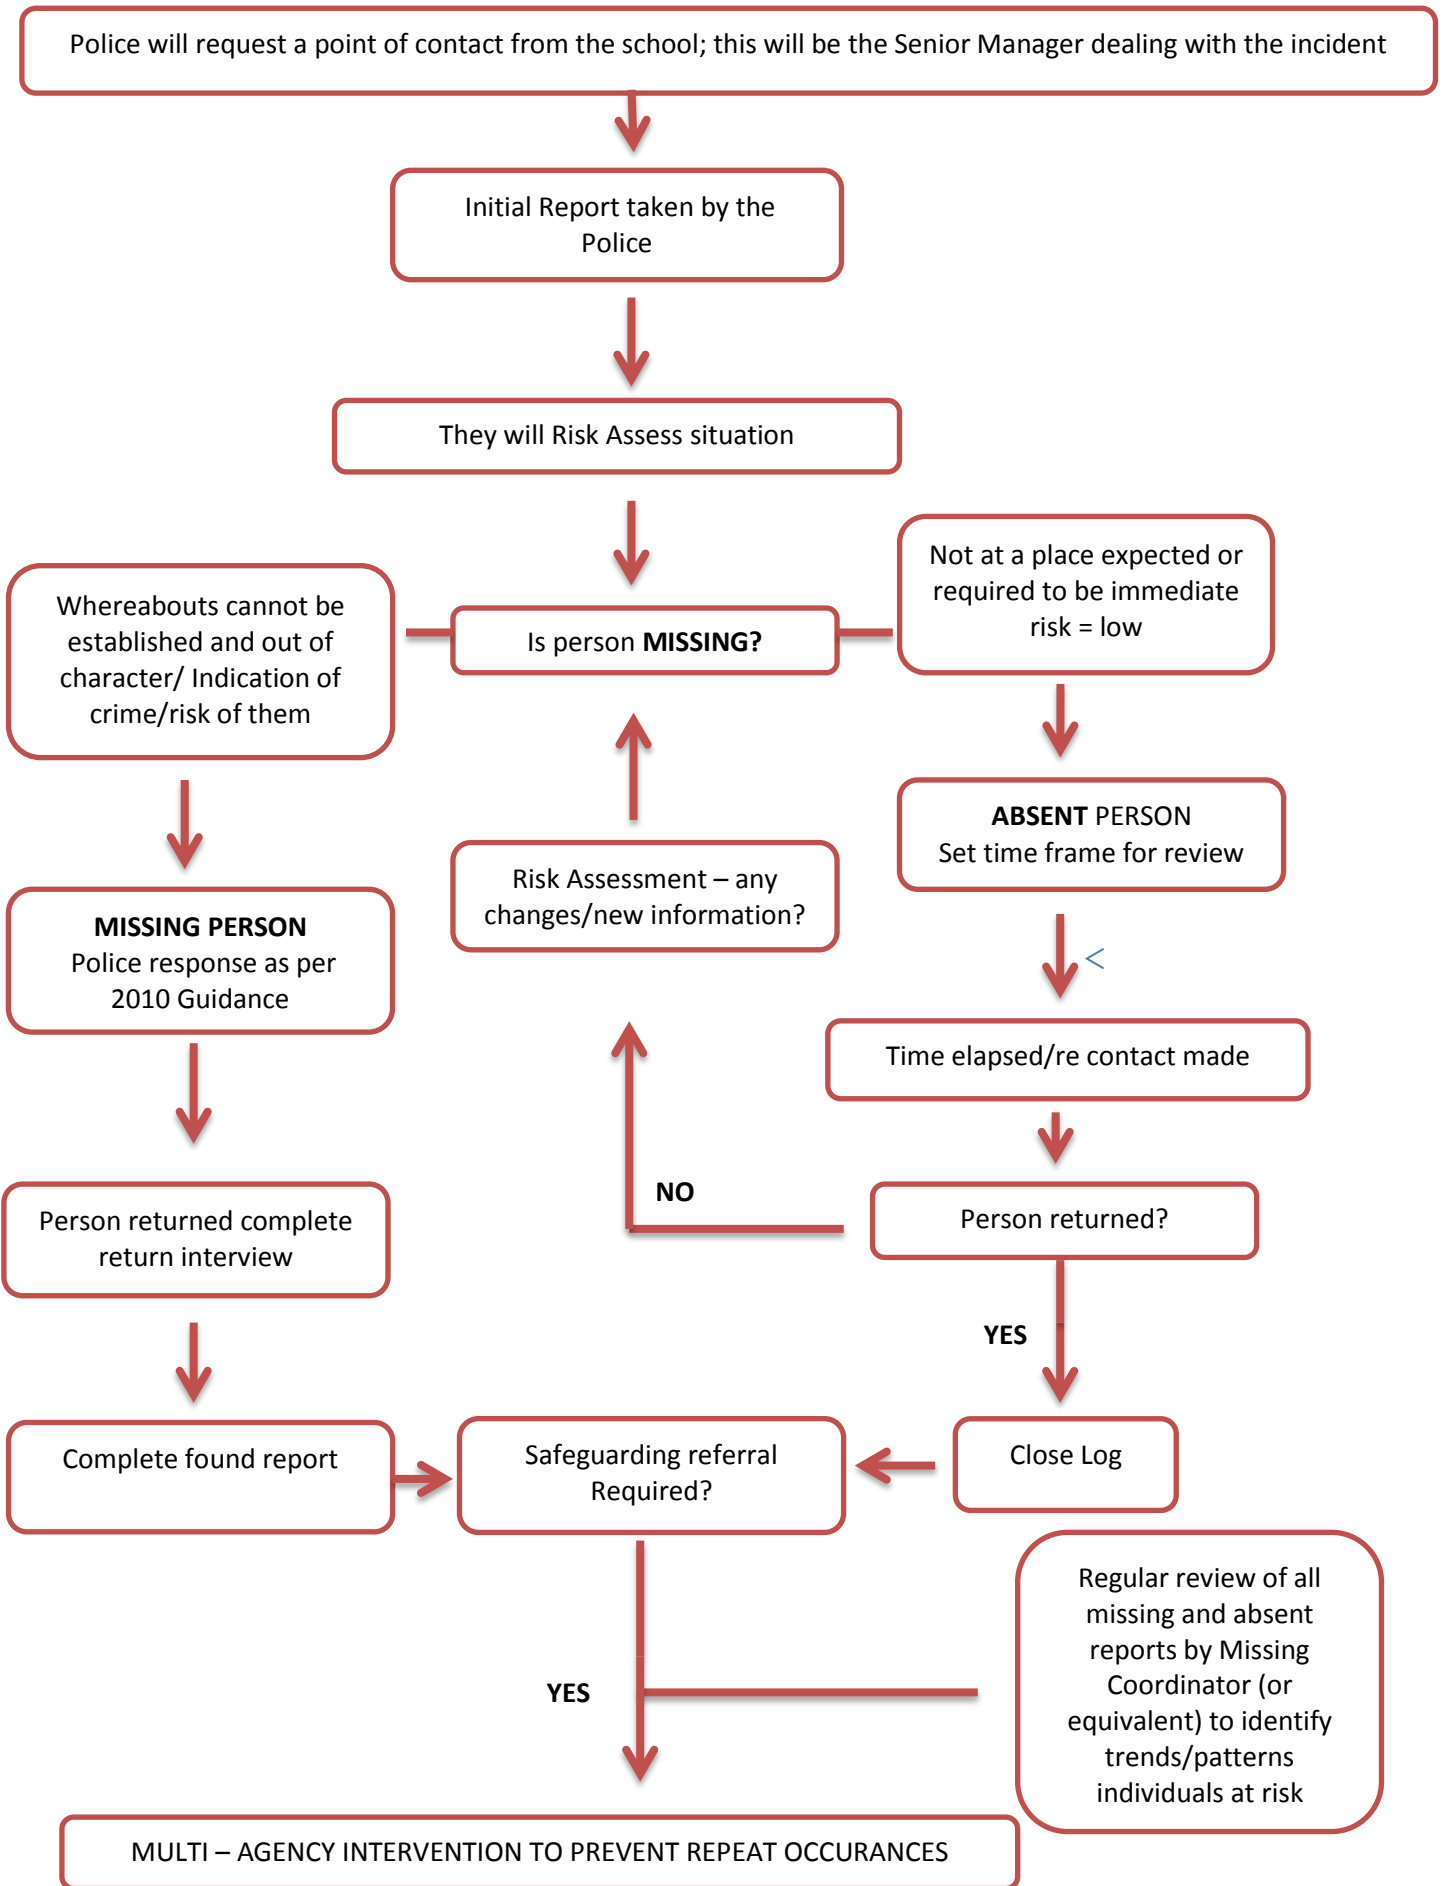 Police will request a point of contact from the school; this will be the Senior Manager dealing with the incident
Initial Report taken by the
Police
They will Risk Assess situation
Is person MISSING?
Whereabouts cannot be
established and out of
character/ Indication of
crime/risk of them
Not at a place expected or
required to be immediate
risk = low
MISSING PERSON
Police response as per
2010 Guidance
Risk Assessment – any
changes/new information?
ABSENT PERSON
Set time frame for review
<
Time elapsed/re contact made
Person returned complete
return interview
NO
Person returned?
YES
Complete found report
Safeguarding referral
Required?
Close Log
YES
Regular review of all
missing and absent
reports by Missing
Coordinator (or
equivalent) to identify
trends/patterns
individuals at risk
MULTI – AGENCY INTERVENTION TO PREVENT REPEAT OCCURANCES